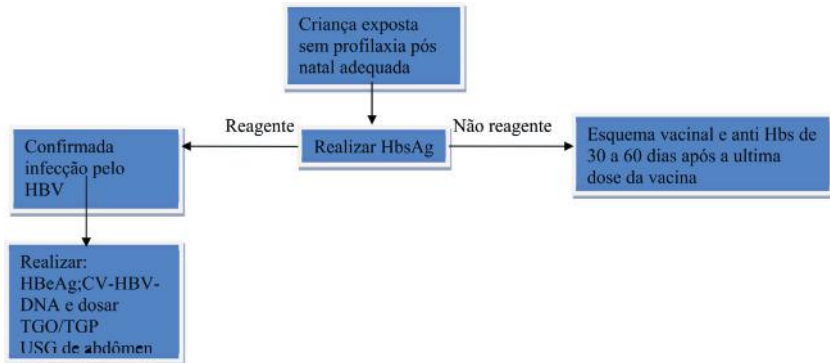 Criança exposta
sem profilaxia pós
natal adequada
Reagente
Não reagente
Confirmada
infecção pelo
HBV
Realizar HbsAg
Esquema vacinal e anti Hbs de
30 a 60 dias após a ultima
dose da vacina
Realizar:
HBeAg;CV-HBV-
DNA e dosar
TGO/TGP
USG de abdômen